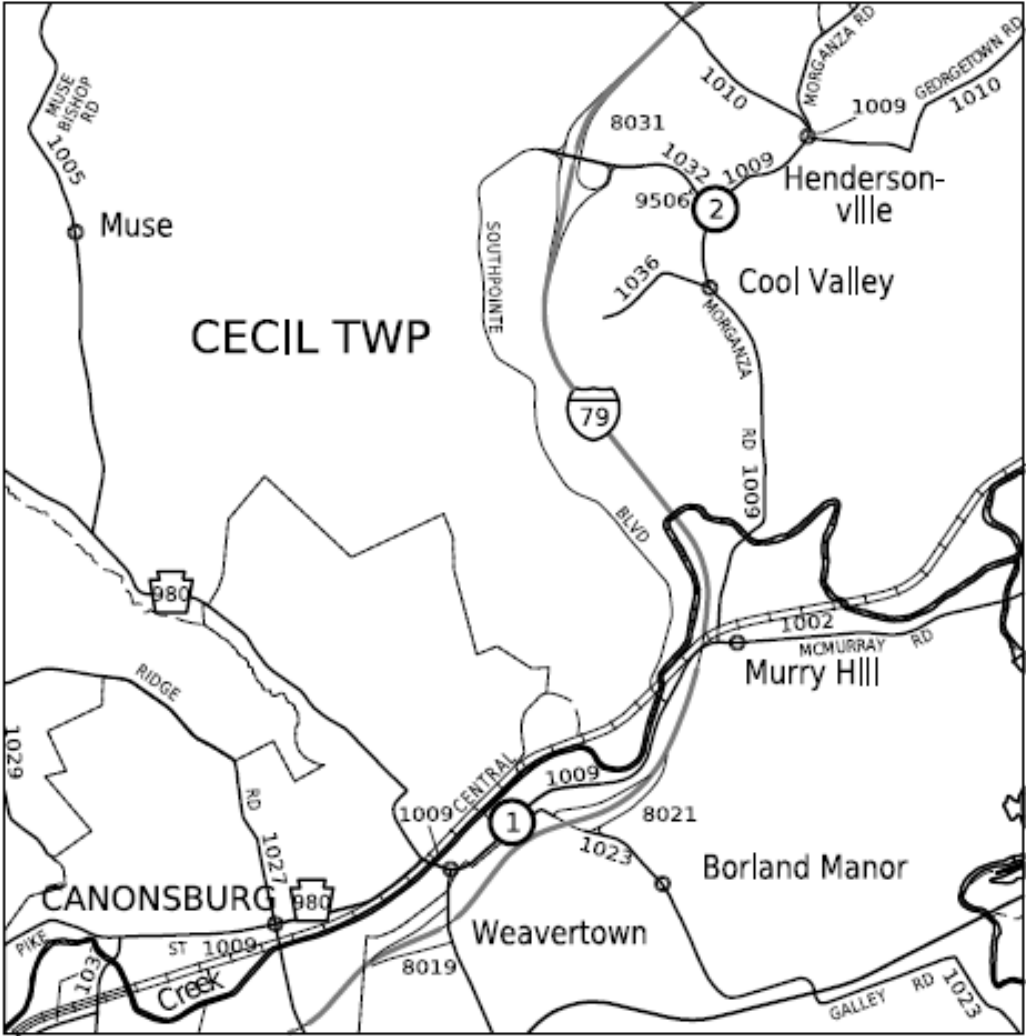 MORGANZA RD
GEORGETOWN RD
MUSE
BISHOP
RD
1010
1009
1010
8031
1005
1032
1009
Henderson-
ville
9506
2
Muse
SOUTHPOINTE
1036
Cool Valley
CECIL TWP
MORGANZA
79
RD
1009
BLVD
980
1002
MCMURRAY RD
Murry Hill
RIDGE
1029
CENTRAL
1009
RD
1009
1
8021
1027
1023
Borland Manor
CANONSBURG
980
Weavertown
PIKE
ST
1009
1037
8019
Creek
GALLEY RD
1023